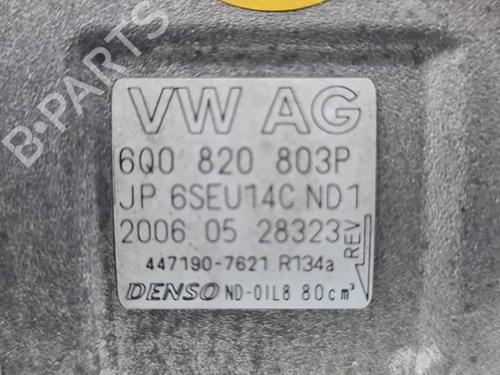 B-PARTS
VW AG
6Q0 820 803P
JP 6SEU14C ND1
2006 05 28323
REV
447190-7621 R134a
DENSO ND-OIL8 80cm³